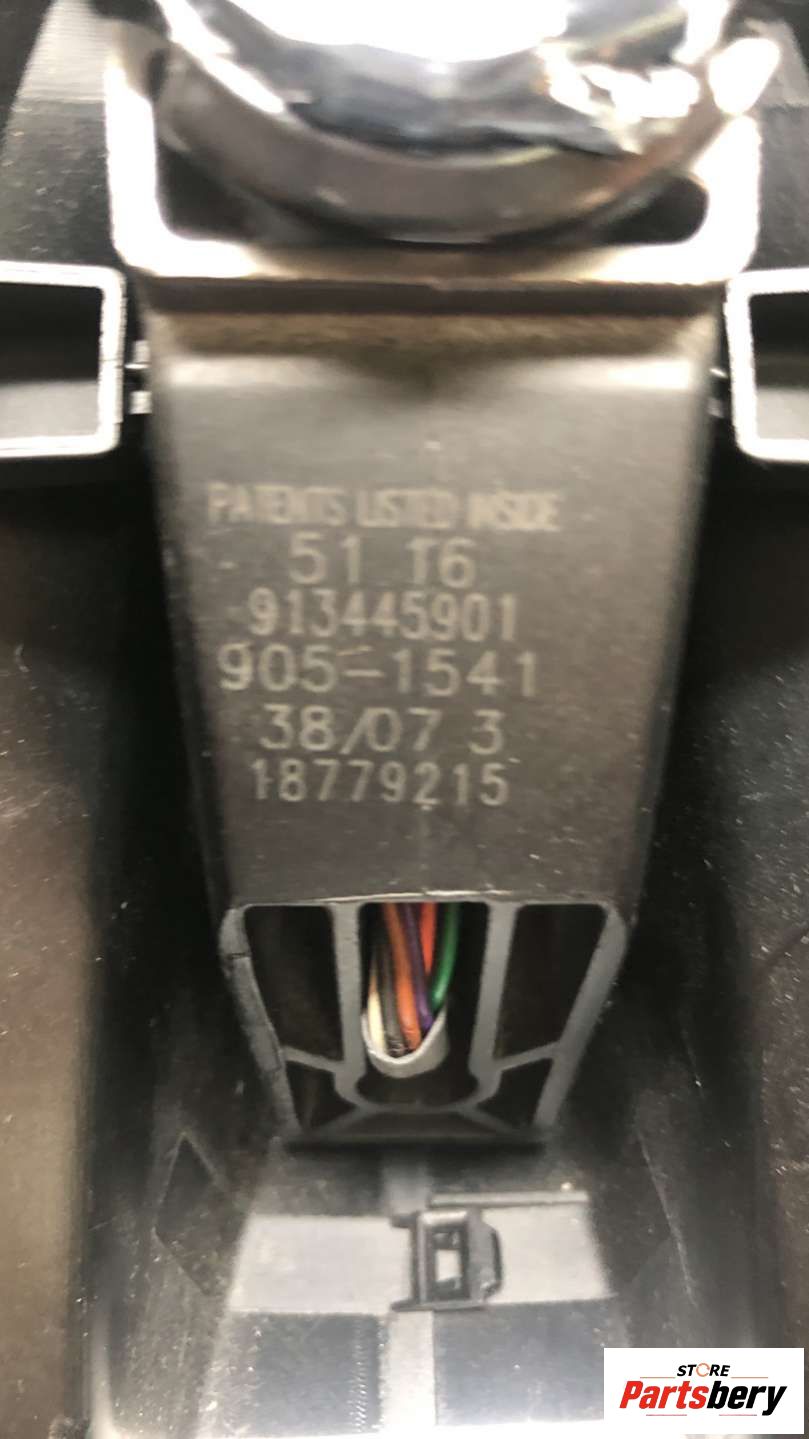 PATENTS LISTED INSIDE
51 16
913445901
905-1541
38/07 3
18779215
STORE
Partsbery